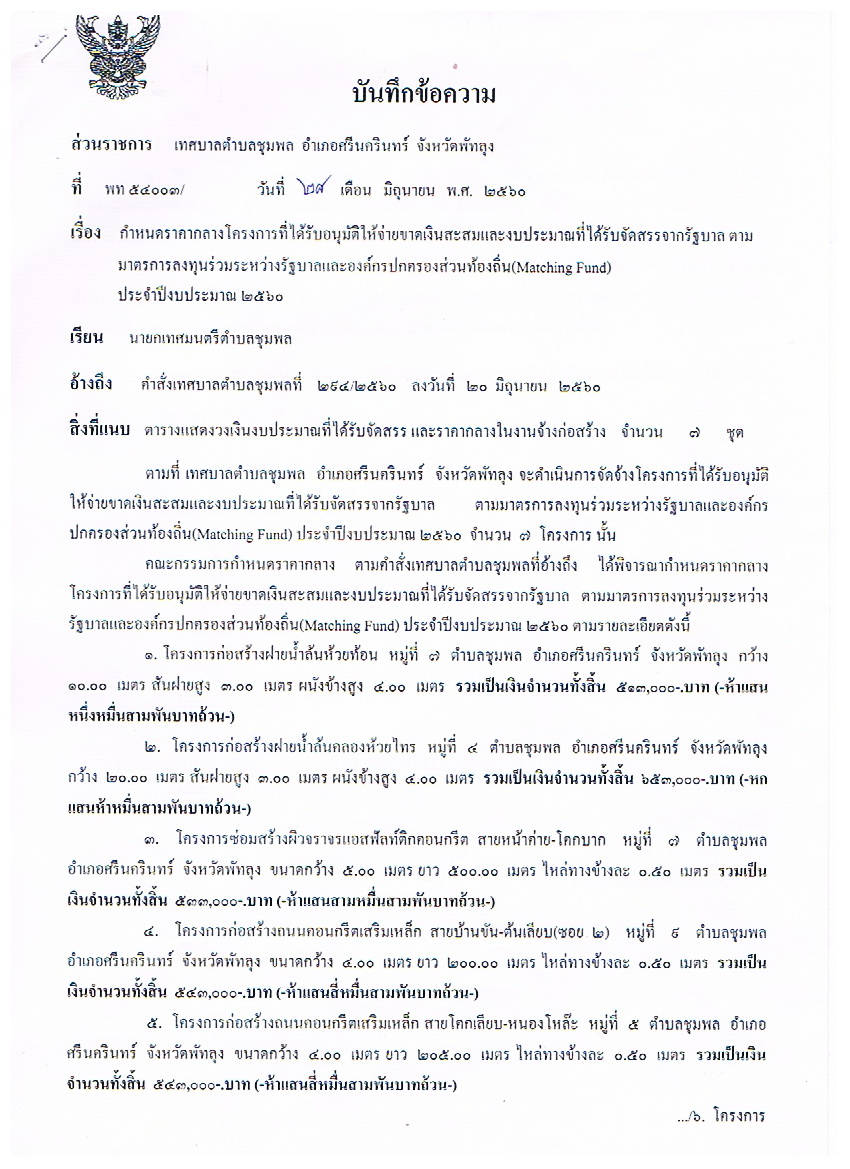 บันทึกข้อความ
ส่วนราชการ เทศบาลตำบลชุมพล อำเภอศรีนครินทร์ จังหวัดพัทลุง
ที่ พท ๕๔๐๐๓/ วันที่ ๒๙ เดือน มิถุนายน พ.ศ. ๒๕๖๐
เรื่อง กำหนดราคากลางโครงการที่ได้รับอนุมัติให้จ่ายขาดเงินสะสมและงบประมาณที่ได้รับจัดสรรจากรัฐบาล ตาม
มาตรการลงทุนร่วมระหว่างรัฐบาลและองค์กรปกครองส่วนท้องถิ่น(Matching Fund)
ประจำปีงบประมาณ ๒๕๖๐
เรียน นายกเทศมนตรีตำบลชุมพล
อ้างถึง คำสั่งเทศบาลตำบลชุมพลที่ ๒๙๔/๒๕๖๐ ลงวันที่ ๒๐ มิถุนายน ๒๕๖๐
สิ่งที่แนบ ตารางแสดงวงเงินงบประมาณที่ได้รับจัดสรร และราคากลางในงานจ้างก่อสร้าง จำนวน ๗ ชุด
ตามที่ เทศบาลตำบลชุมพล อำเภอศรีนครินทร์ จังหวัดพัทลุง จะดำเนินการจัดจ้างโครงการที่ได้รับอนุมัติ
ให้จ่ายขาดเงินสะสมและงบประมาณที่ได้รับจัดสรรจากรัฐบาล ตามมาตรการลงทุนร่วมระหว่างรัฐบาลและองค์กร
ปกครองส่วนท้องถิ่น(Matching Fund) ประจำปีงบประมาณ ๒๕๖๐ จำนวน ๗ โครงการ นั้น
คณะกรรมการกำหนดราคากลาง ตามคำสั่งเทศบาลตำบลชุมพลที่อ้างถึง ได้พิจารณากำหนดราคากลาง
โครงการที่ได้รับอนุมัติให้จ่ายขาดเงินสะสมและงบประมาณที่ได้รับจัดสรรจากรัฐบาล ตามมาตรการลงทุนร่วมระหว่าง
รัฐบาลและองค์กรปกครองส่วนท้องถิ่น(Matching Fund) ประจำปีงบประมาณ ๒๕๖๐ ตามรายละเอียดดังนี้
๑. โครงการก่อสร้างฝายน้ำล้นห้วยท้อน หมู่ที่ ๗ ตำบลชุมพล อำเภอศรีนครินทร์ จังหวัดพัทลุง กว้าง
๑๐.๐๐ เมตร สันฝายสูง ๓.๐๐ เมตร ผนังข้างสูง ๔.๐๐ เมตร รวมเป็นเงินจำนวนทั้งสิ้น ๕๑๓,๐๐๐-.บาท (-ห้าแสน
หนึ่งหมื่นสามพันบาทถ้วน-)
๒. โครงการก่อสร้างฝายน้ำล้นคลองห้วยไทร หมู่ที่ ๔ ตำบลชุมพล อำเภอศรีนครินทร์ จังหวัดพัทลุง
กว้าง ๒๐.๐๐ เมตร สันฝายสูง ๓.๐๐ เมตร ผนังข้างสูง ๔.๐๐ เมตร รวมเป็นเงินจำนวนทั้งสิ้น ๖๕๓,๐๐๐-.บาท (-หก
แสนห้าหมื่นสามพันบาทถ้วน-)
๓. โครงการซ่อมสร้างผิวจราจรแอสฟัลท์ติกคอนกรีต สายหน้าค่าย-โคกบาก หมู่ที่ ๗ ตำบลชุมพล
อำเภอศรีนครินทร์ จังหวัดพัทลุง ขนาดกว้าง ๕.๐๐ เมตร ยาว ๕๐๐.๐๐ เมตร ไหล่ทางข้างละ ๐.๕๐ เมตร รวมเป็น
เงินจำนวนทั้งสิ้น ๕๓๓,๐๐๐-.บาท (-ห้าแสนสามหมื่นสามพันบาทถ้วน-)
๔. โครงการก่อสร้างถนนคอนกรีตเสริมเหล็ก สายบ้านขัน-ต้นเลียบ(ซอย ๒) หมู่ที่ ๙ ตำบลชุมพล
อำเภอศรีนครินทร์ จังหวัดพัทลุง ขนาดกว้าง ๔.๐๐ เมตร ยาว ๒๐๐.๐๐ เมตร ไหล่ทางข้างละ ๐.๕๐ เมตร รวมเป็น
เงินจำนวนทั้งสิ้น ๕๔๓,๐๐๐-.บาท (-ห้าแสนสี่หมื่นสามพันบาทถ้วน-)
๕. โครงการก่อสร้างถนนคอนกรีตเสริมเหล็ก สายโคกเลียบ-หนองโหล๊ะ หมู่ที่ ๕ ตำบลชุมพล อำเภอ
ศรีนครินทร์ จังหวัดพัทลุง ขนาดกว้าง ๔.๐๐ เมตร ยาว ๒๐๕.๐๐ เมตร ไหล่ทางข้างละ ๐.๕๐ เมตร รวมเป็นเงิน
จำนวนทั้งสิ้น ๕๔๓,๐๐๐-.บาท (-ห้าแสนสี่หมื่นสามพันบาทถ้วน-)
.../๖. โครงการ